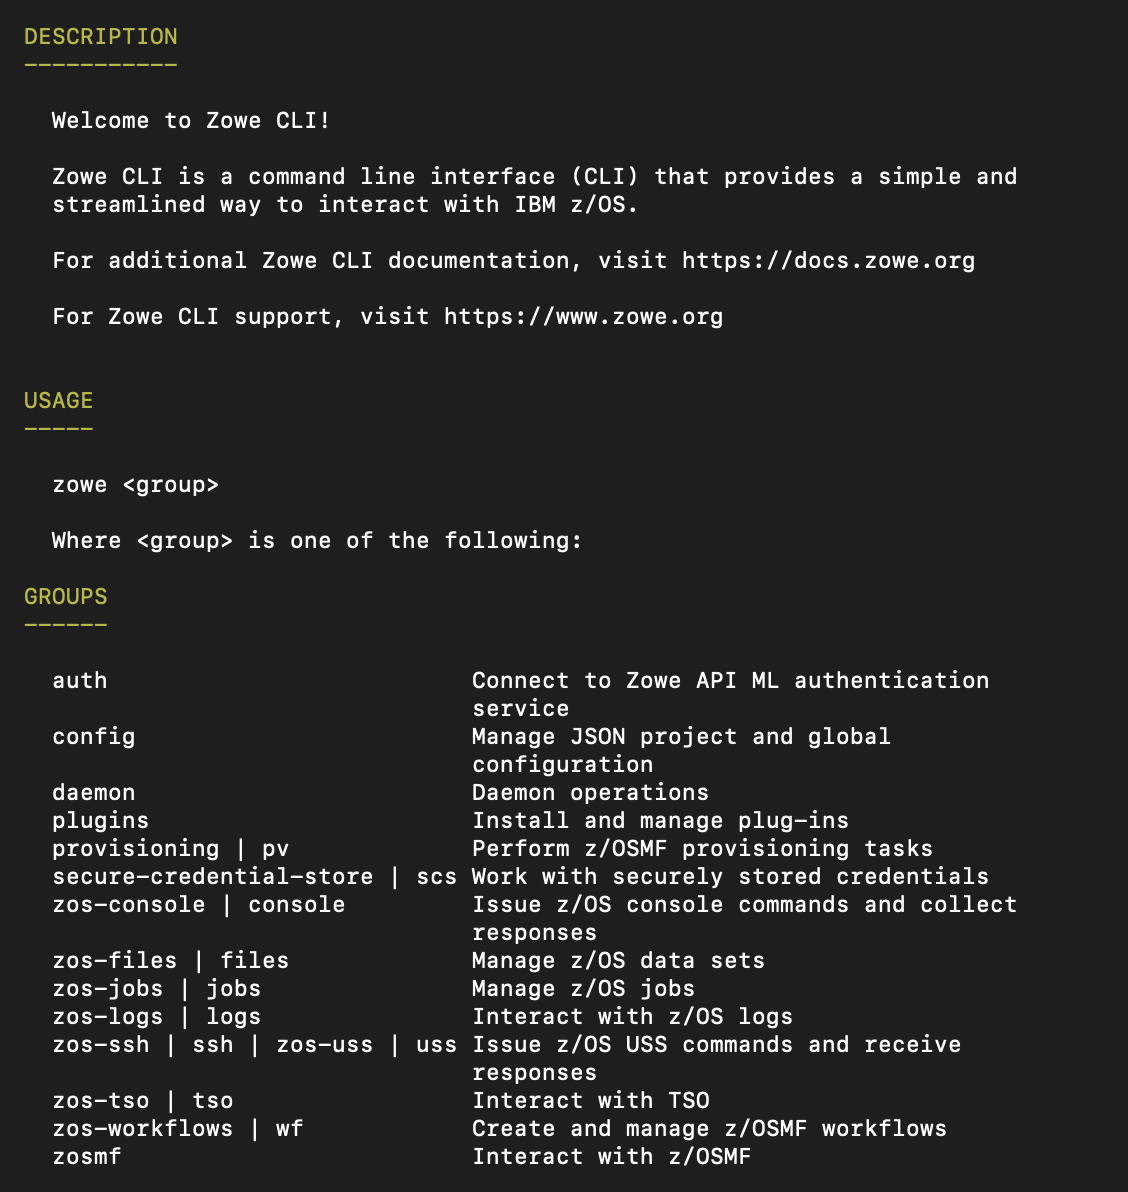 DESCRIPTION
-----------
Welcome to Zowe CLI!
Zowe CLI is a command line interface (CLI) that provides a simple and
streamlined way to interact with IBM z/OS.
For additional Zowe CLI documentation, visit https://docs.zowe.org
For Zowe CLI support, visit https://www.zowe.org
USAGE
-----
zowe <group>
Where <group> is one of the following:
GROUPS
------
auth Connect to Zowe API ML authentication
service
config Manage JSON project and global
configuration
daemon Daemon operations
plugins Install and manage plug-ins
provisioning | pv Perform z/OSMF provisioning tasks
secure-credential-store | scs Work with securely stored credentials
zos-console | console Issue z/OS console commands and collect
responses
zos-files | files Manage z/OS data sets
zos-jobs | jobs Manage z/OS jobs
zos-logs | logs Interact with z/OS logs
zos-ssh | ssh | zos-uss | uss Issue z/OS USS commands and receive
responses
zos-tso | tso Interact with TSO
zos-workflows | wf Create and manage z/OSMF workflows
zosmf Interact with z/OSMF